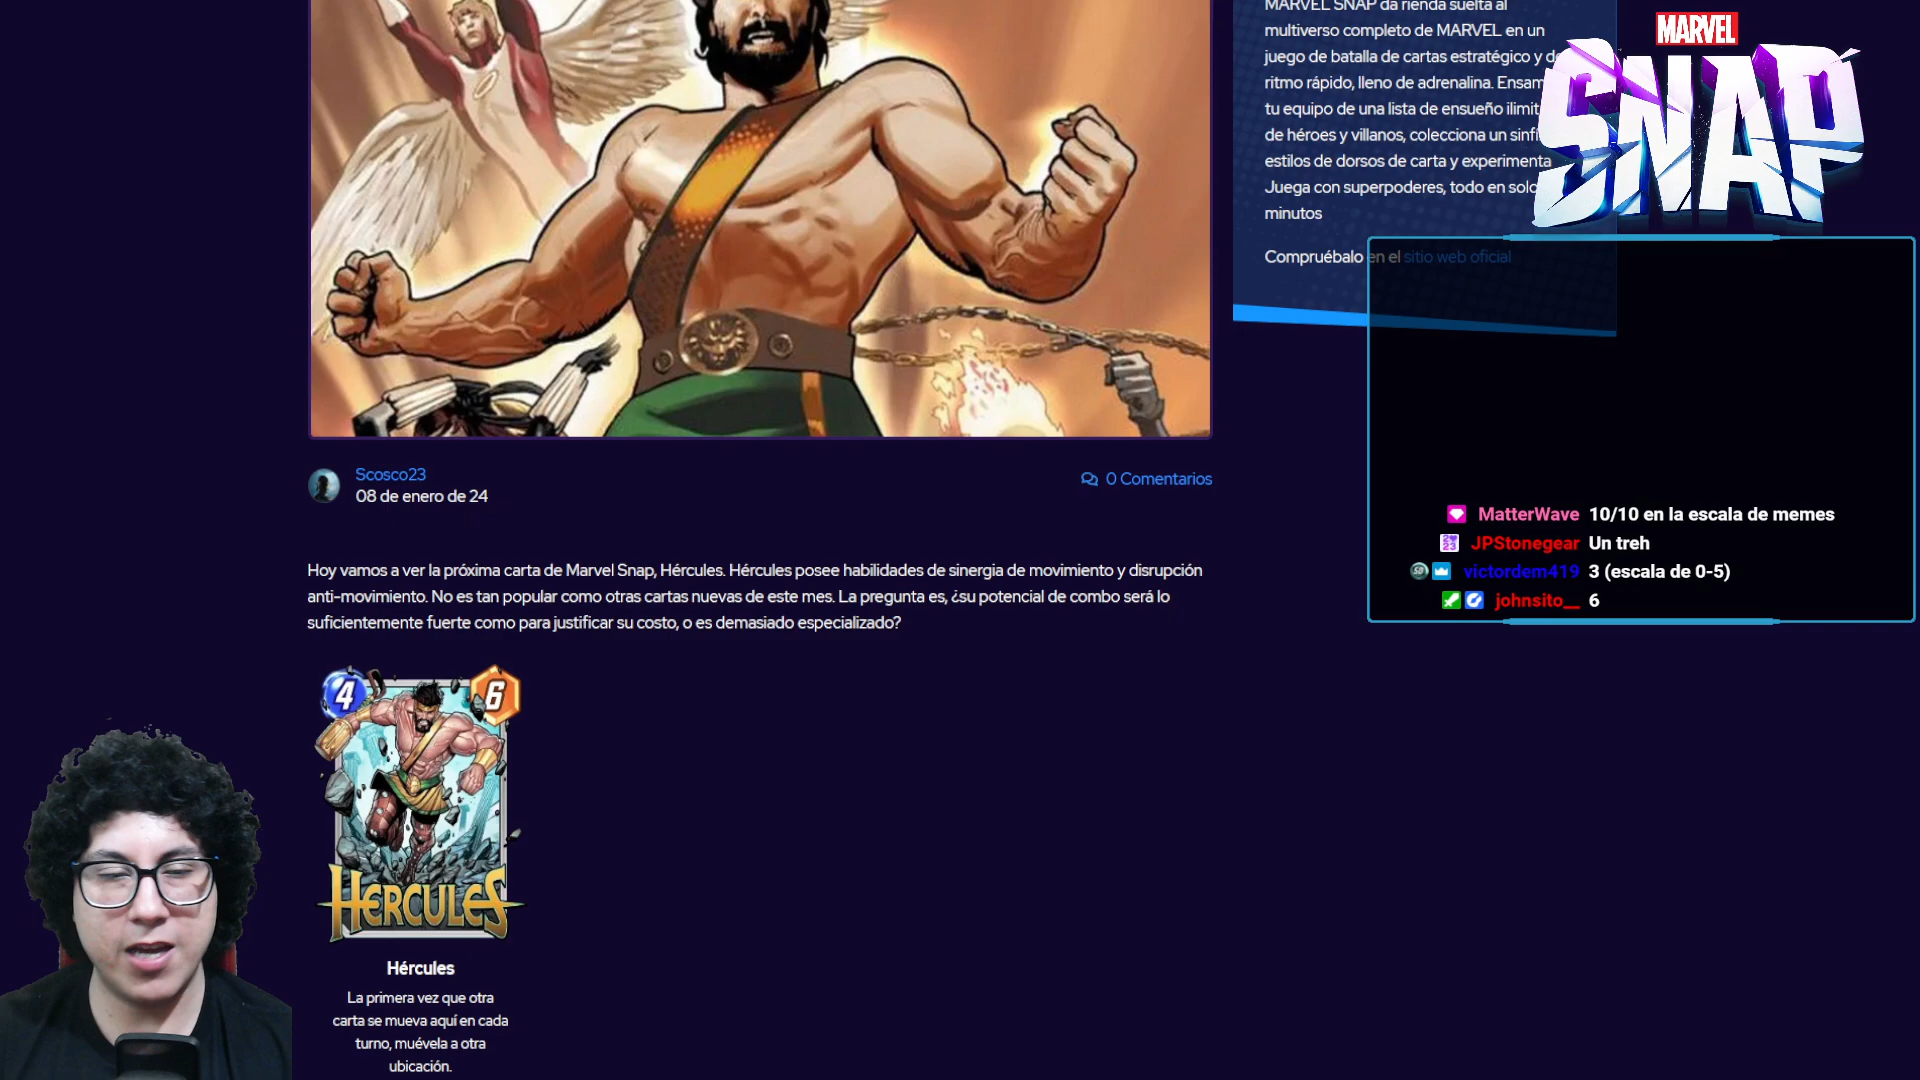 MARVEL SNAP da rienda suelta al
multiverso completo de MARVEL en un
juego de batalla de cartas estratégico y de
ritmo rápido, lleno de adrenalina.
tu equipo de una lista de ensueño
de héroes y villanos, colecciona un
estilos de dorsos de carta y experimenta
Juega con superpoderes, todo en solo
minutos
Compruébalo en el sitio web oficial
MARVEL
SNAP
Scosco23
08 de enero de 24
0 Comentarios
MatterWave 10/10 en la escala de memes
JPStonegear Un treh
victordem419 3 (escala de 0-5)
johnsito__ 6
Hoy vamos a ver la próxima carta de Marvel Snap, Hércules. Hércules posee habilidades de sinergia de movimiento y disrupción
anti-movimiento. No es tan popular como otras cartas nuevas de este mes. La pregunta es, ¿su potencial de combo será lo
suficientemente fuerte como para justificar su costo, o es demasiado especializado?
4
6
HERCULES
Hércules
La primera vez que otra
carta se mueva aquí en cada
turno, muévela a otra
ubicación.